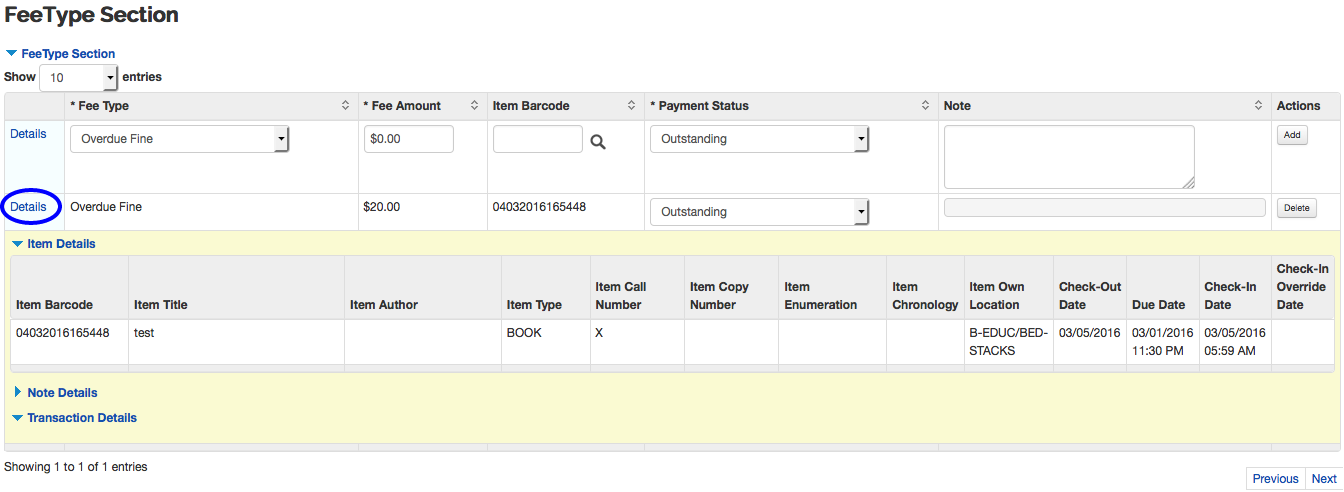 FeeType Section
FeeType Section
Show 10 entries
* Fee Type * Fee Amount Item Barcode * Payment Status Note Actions
Details Overdue Fine $0.00 Outstanding Add
Details Overdue Fine $20.00 04032016165448 Outstanding Delete
Item Details
Item Barcode Item Title Item Author Item Type Item Call Number Item Copy Number Item Enumeration Item Chronology Item Own Location Check-Out Date Due Date Check-In Date Check-In Override Date
04032016165448 test BOOK X B-EDUC/BED- 03/05/2016 03/01/2016 03/05/2016
STACKS 11:30 PM 05:59 AM
Note Details
Transaction Details
Showing 1 to 1 of 1 entries
Previous Next